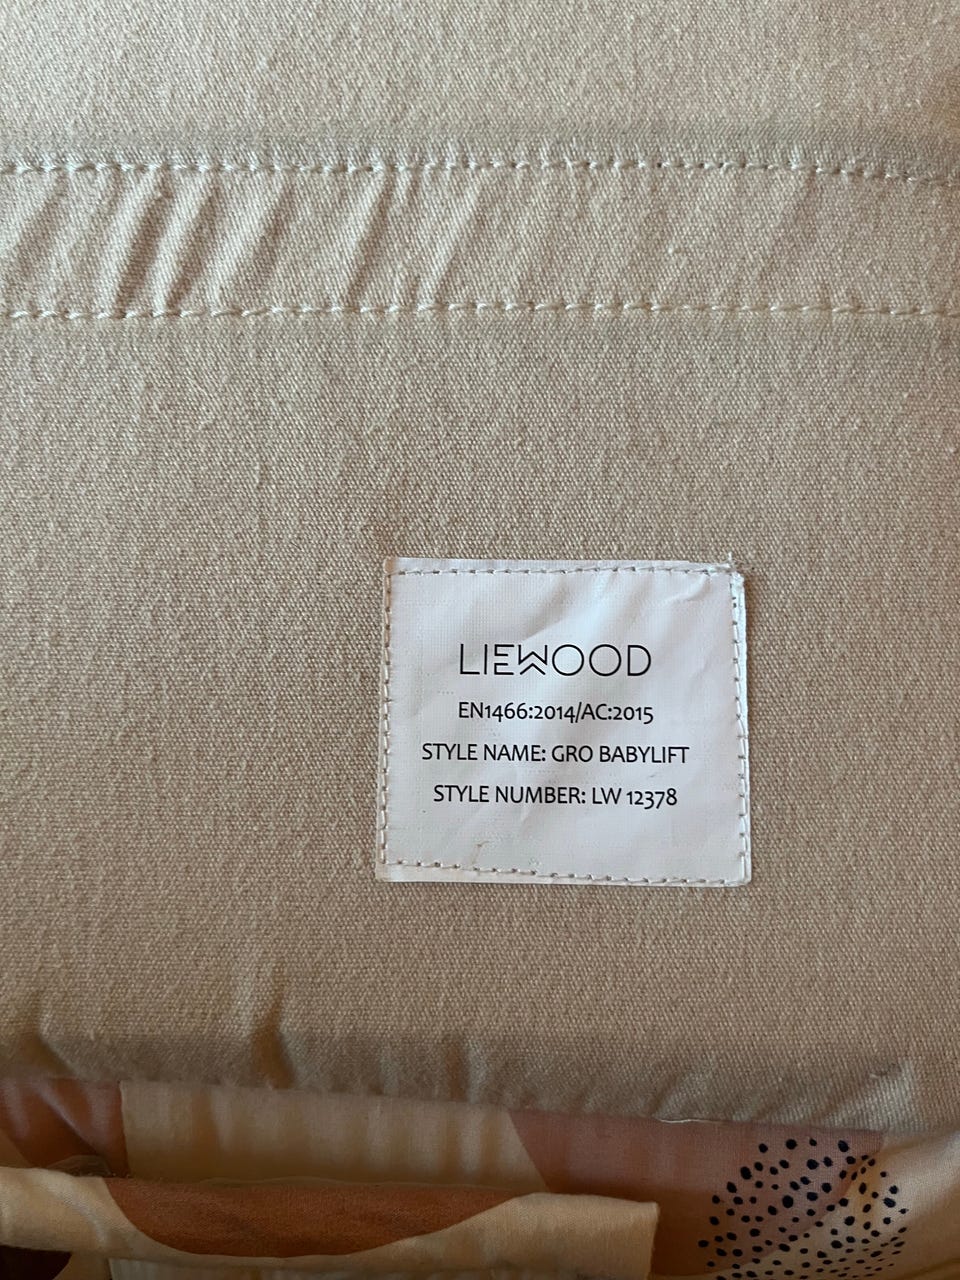 LIEWOOD
EN1466:2014/AC:2015
STYLE NAME: GRO BABYLIFT
STYLE NUMBER: LW 12378